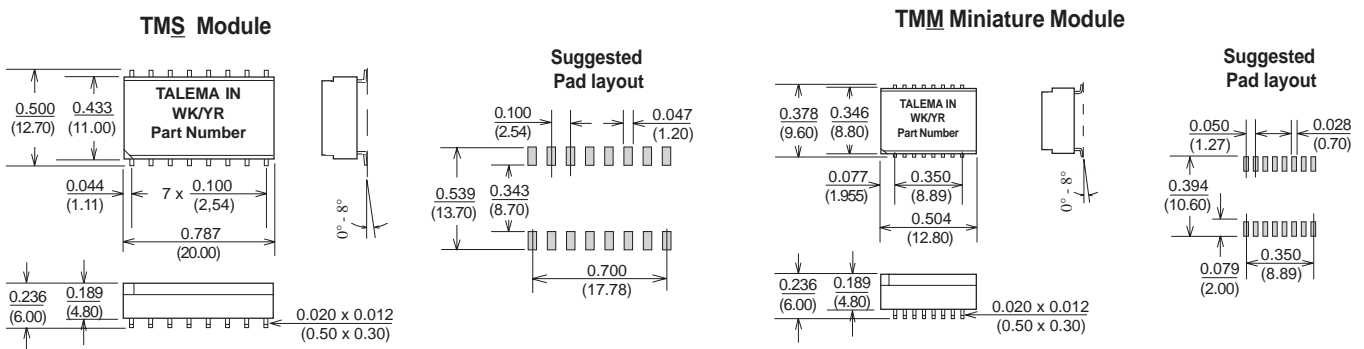 TMS Module
TMM Miniature Module
Suggested
Pad layout
TALEMA IN
WK/YR
Part Number
0.500
(12.70)
0.433
(11.00)
0.044
(1.11)
7 x 0.100
(2,54)
0.787
(20.00)
0° - 8°
0.100
(2.54)
0.047
(1.20)
0.539
(13.70)
0.343
(8.70)
0.700
(17.78)
0.236
(6.00)
0.189
(4.80)
0.020 x 0.012
(0.50 x 0.30)
Suggested
Pad layout
TALEMA IN
WK/YR
Part Number
0.378
(9.60)
0.346
(8.80)
0.077
(1.955)
0.350
(8.89)
0.504
(12.80)
0° - 8°
0.050
(1.27)
0.028
(0.70)
0.394
(10.60)
0.079
(2.00)
0.350
(8.89)
0.236
(6.00)
0.189
(4.80)
0.020 x 0.012
(0.50 x 0.30)